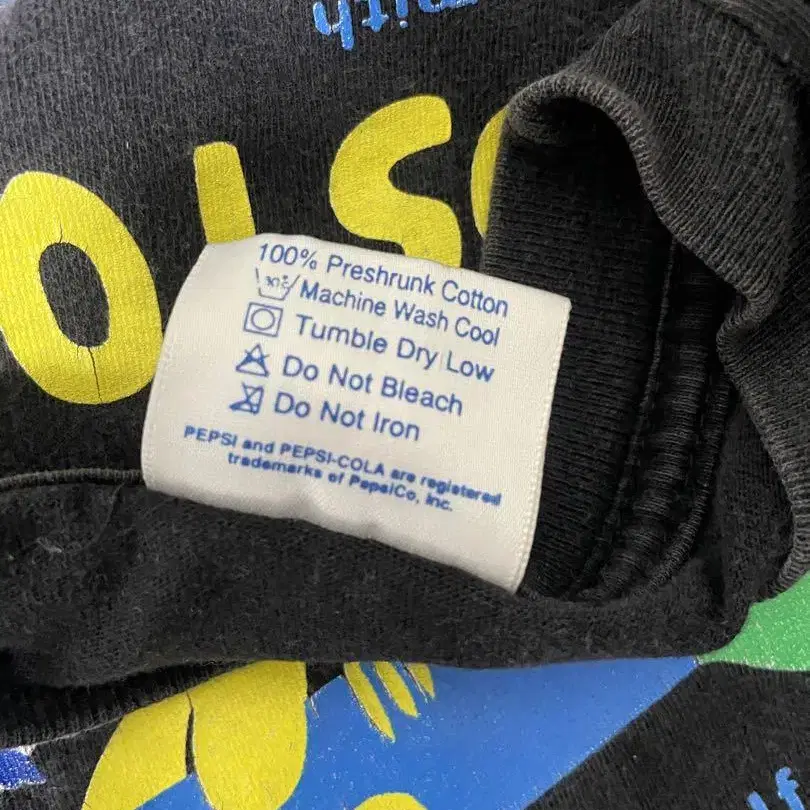 100% Preshrunk Cotton
30°
Machine Wash Cool
Tumble Dry Low
Do Not Bleach
Do Not Iron
PEPSI and PEPSI-COLA are registered
trademarks of PepsiCo, Inc.